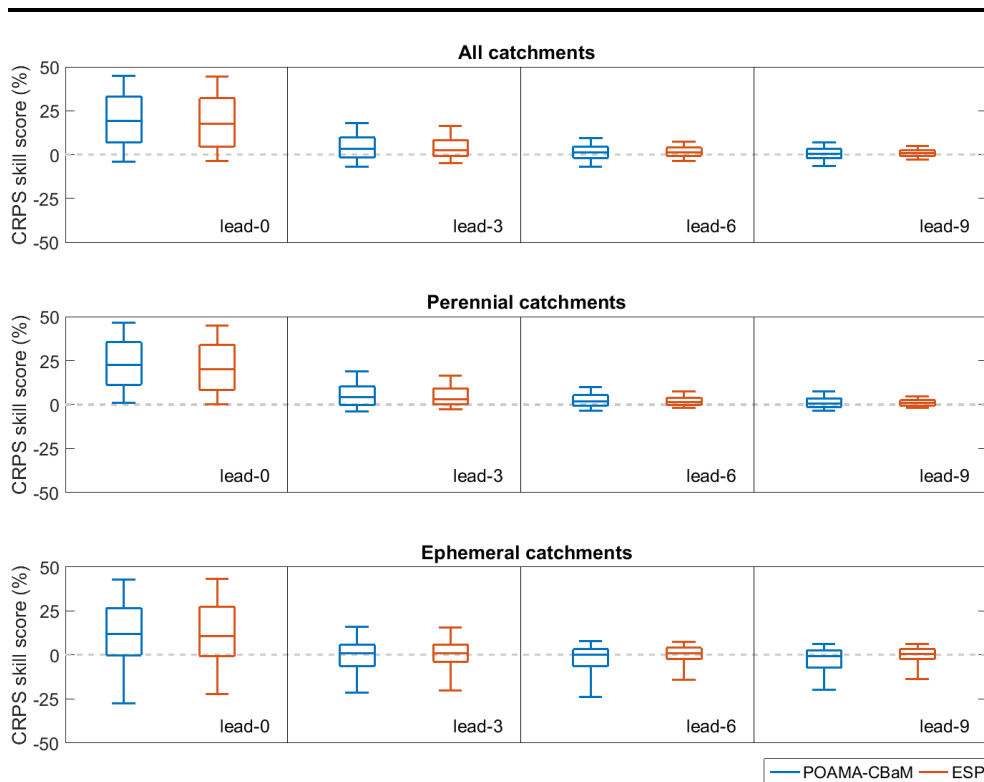 All catchments
CRPS skill score (%)
50
25
0
-25
-50
lead-0
lead-3
lead-6
lead-9
Perennial catchments
CRPS skill score (%)
50
25
0
-25
-50
lead-0
lead-3
lead-6
lead-9
Ephemeral catchments
CRPS skill score (%)
50
25
0
-25
-50
lead-0
lead-3
lead-6
lead-9
POAMA-CBaM
ESP